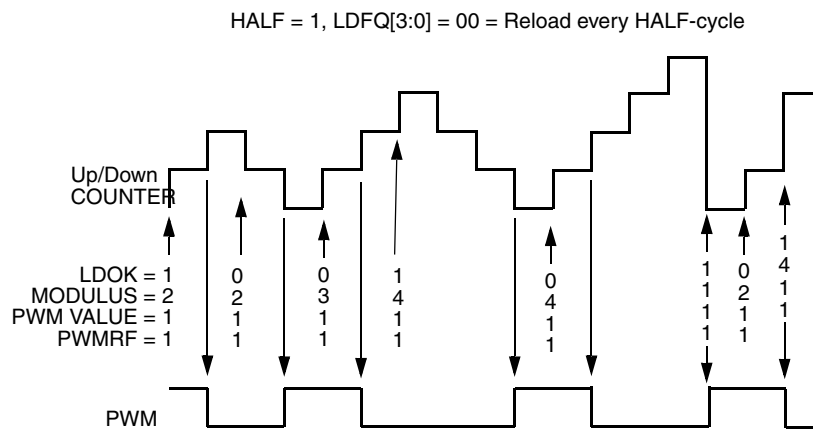 HALF = 1, LDFQ[3:0] = 00 = Reload every HALF-cycle
Up/Down
COUNTER
LDOK = 1 0 0 1 0 1 0 1
MODULUS = 2 2 3 4 4 1 2 4
PWM VALUE = 1 1 1 1 1 1 1 1
PWMRF = 1 1 1 1 1 1 1 1
PWM